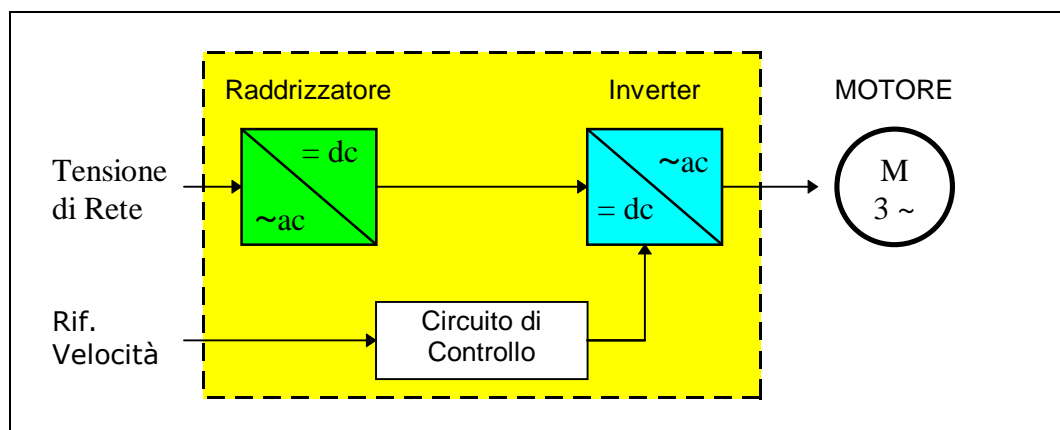 Raddrizzatore
Inverter
MOTORE
Tensione
di Rete
= dc
~ac
~ac
= dc
M
3 ~
Rif.
Velocità
Circuito di
Controllo